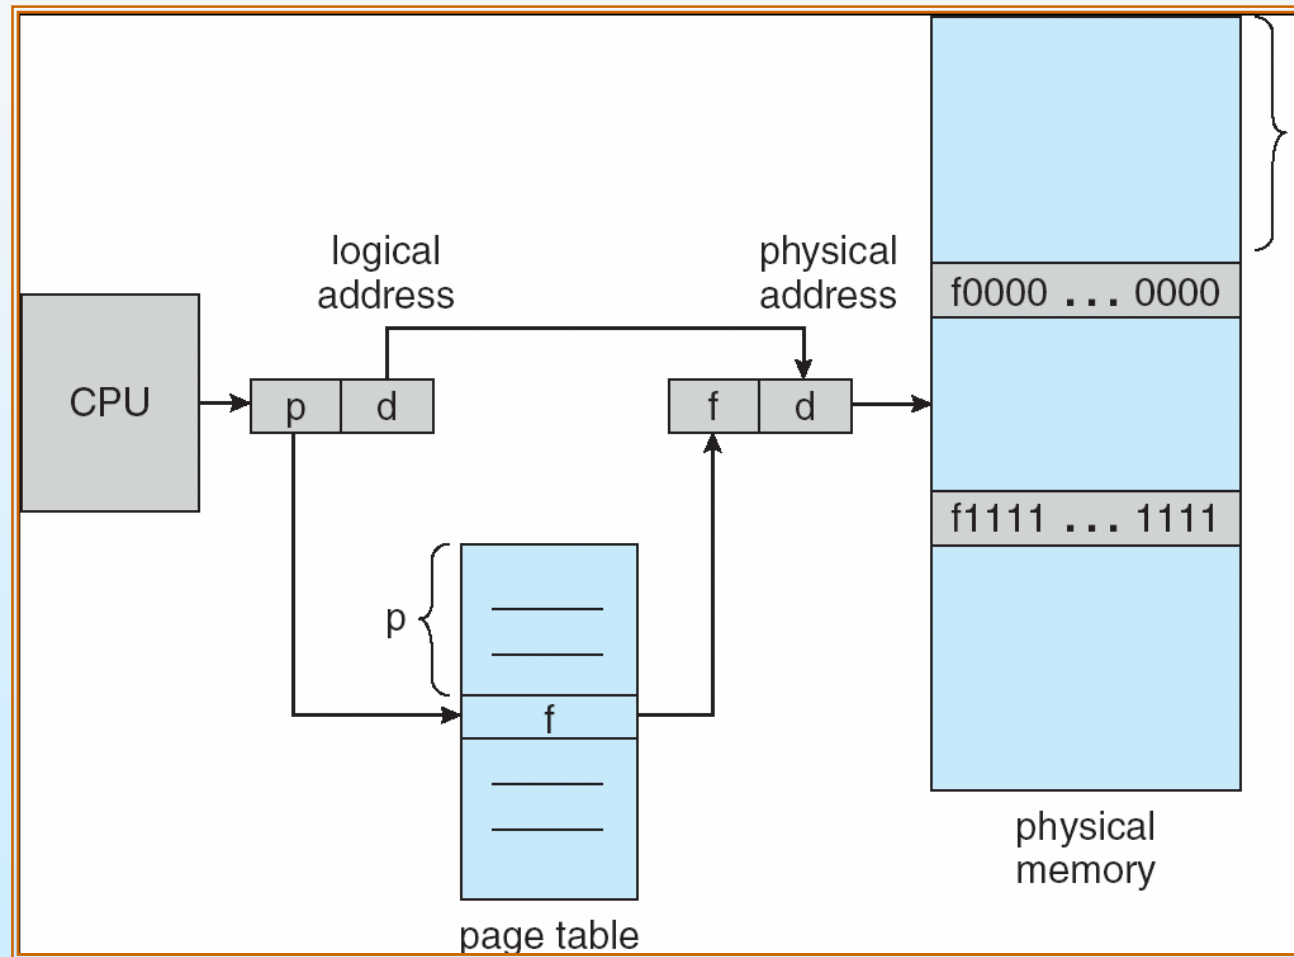 logical
address
physical
address
f0000 ... 0000
CPU
p
d
f
d
f1111 ... 1111
p
f
physical
memory
page table